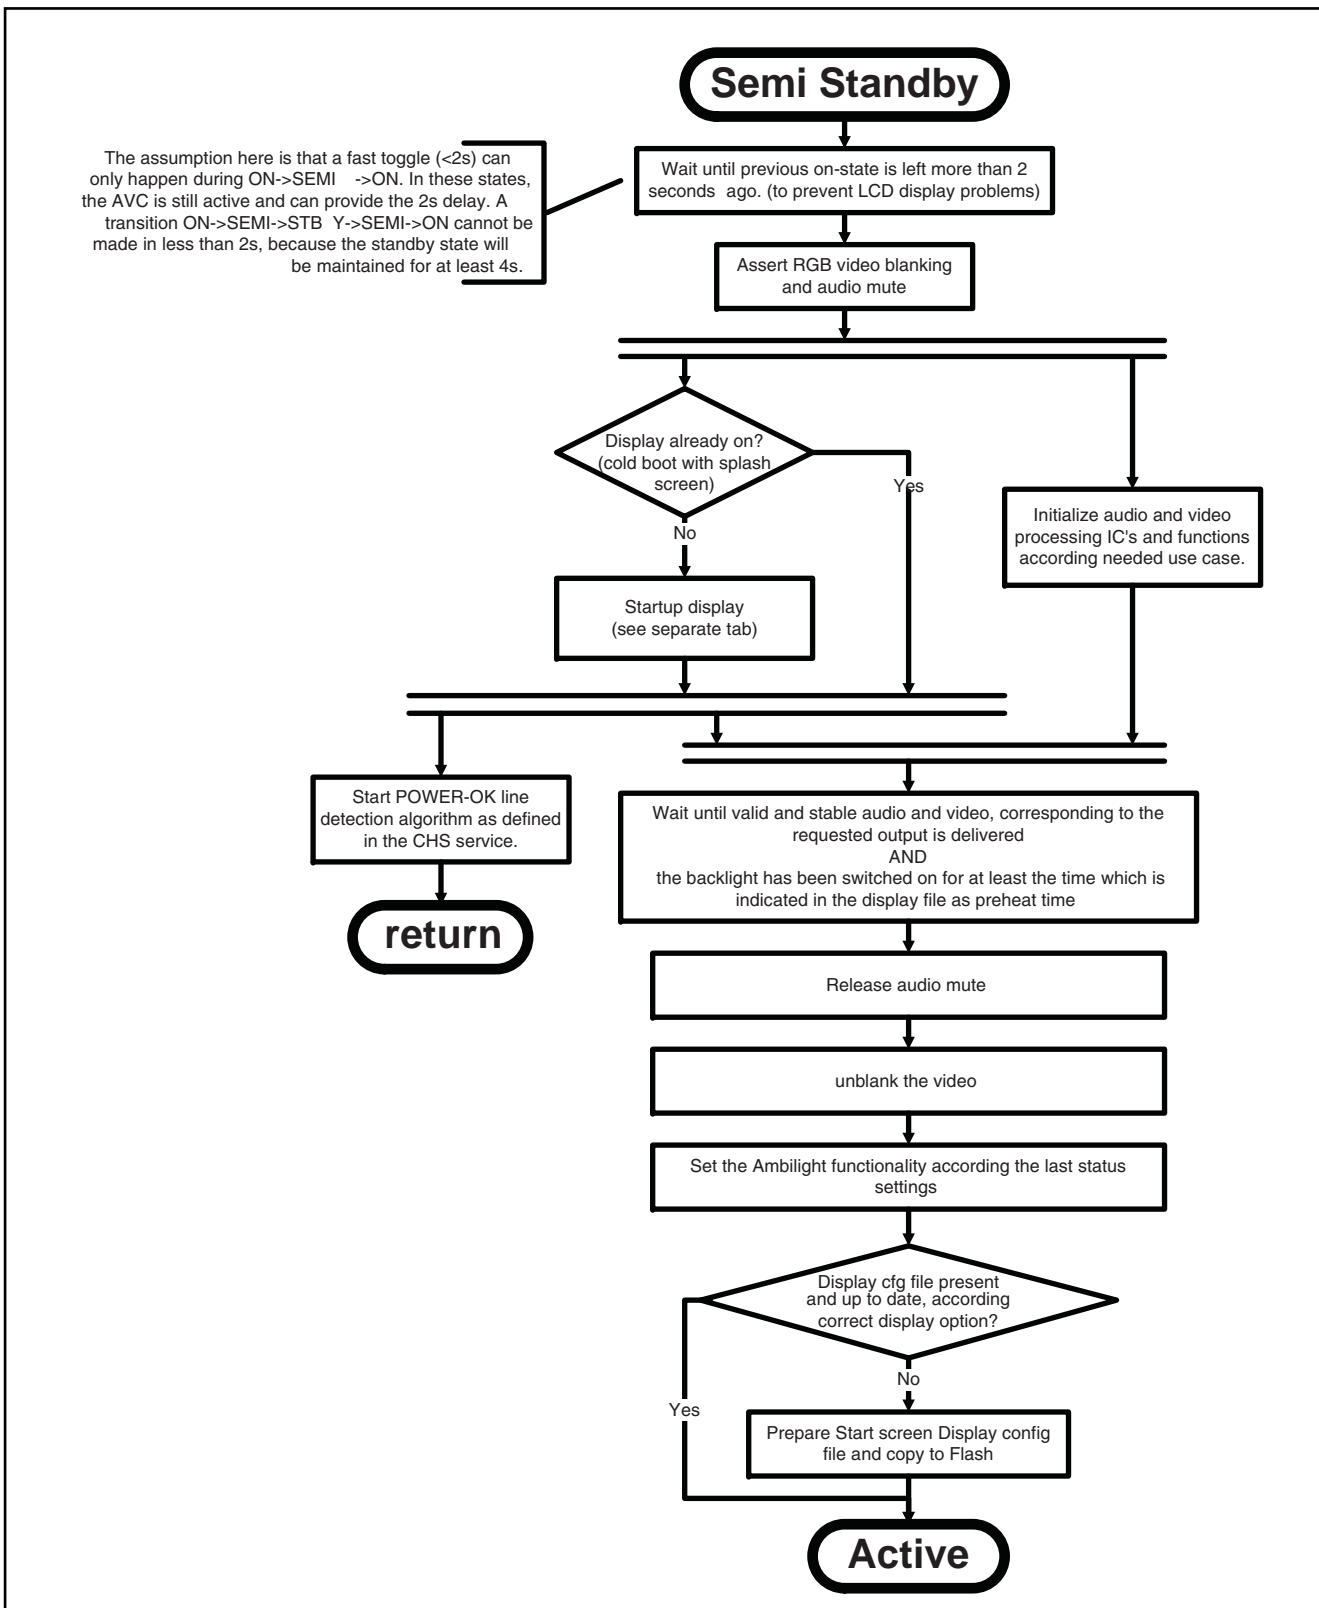 Semi Standby
The assumption here is that a fast toggle (<2s) can
only happen during ON->SEMI ->ON. In these states,
the AVC is still active and can provide the 2s delay. A
transition ON->SEMI->STB Y->SEMI->ON cannot be
made in less than 2s, because the standby state will
be maintained for at least 4s.
Wait until previous on-state is left more than 2
seconds ago. (to prevent LCD display problems)
Assert RGB video blanking
and audio mute
Display already on?
(cold boot with splash
screen)
Yes
No
Initialize audio and video
processing IC's and functions
according needed use case.
Startup display
(see separate tab)
Start POWER-OK line
detection algorithm as defined
in the CHS service.
return
Wait until valid and stable audio and video, corresponding to the
requested output is delivered
AND
the backlight has been switched on for at least the time which is
indicated in the display file as preheat time
Release audio mute
unblank the video
Set the Ambilight functionality according the last status
settings
Display cfg file present
and up to date, according
correct display option?
No
Yes
Prepare Start screen Display config
file and copy to Flash
Active